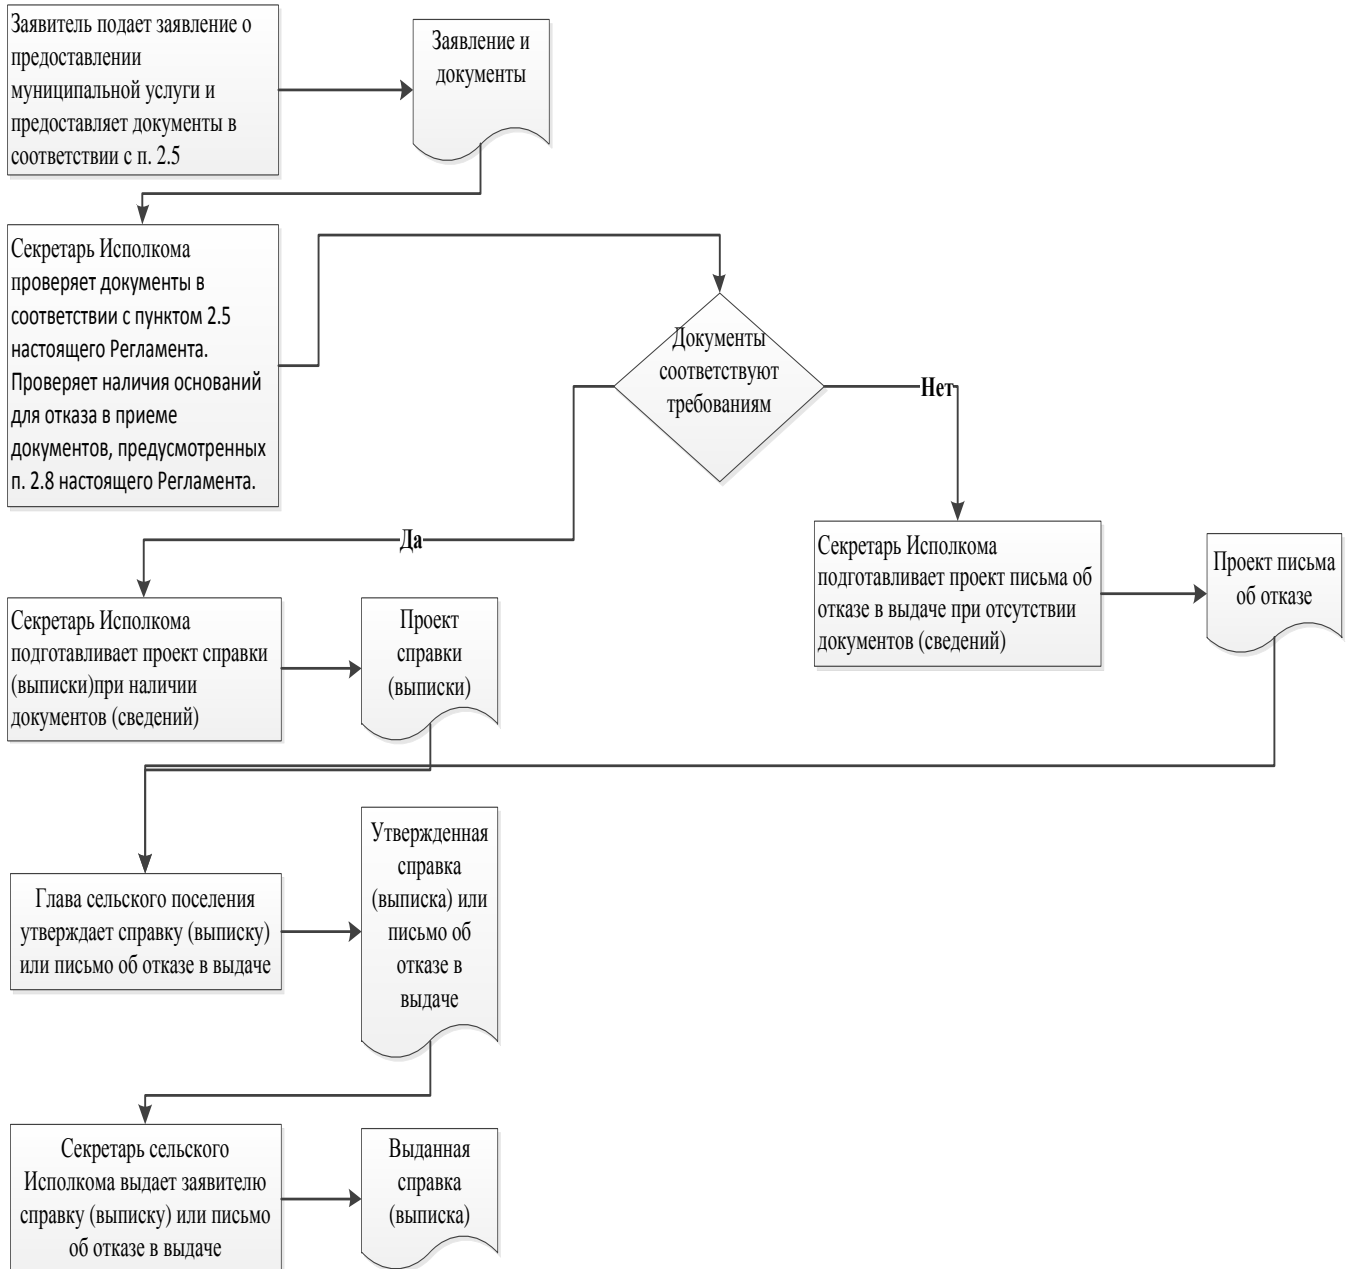 Заявитель подает заявление о
предоставлении
муниципальной услуги и
предоставляет документы в
соответствии с п. 2.5
Заявление и
документы
Секретарь Исполкома
проверяет документы в
соответствии с пунктом 2.5
настоящего Регламента.
Проверяет наличия оснований
для отказа в приеме
документов, предусмотренных
п. 2.8 настоящего Регламента.
Документы
соответствуют
требованиям
Нет
Да
Секретарь Исполкома
подготавливает проект письма об
отказе в выдаче при отсутствии
документов (сведений)
Проект письма
об отказе
Секретарь Исполкома
подготавливает проект справки
(выписки)при наличии
документов (сведений)
Проект
справки
(выписки)
Глава сельского поселения
утверждает справку (выписку)
или письмо об отказе в выдаче
Утвержденная
справка
(выписка) или
письмо об
отказе в
выдаче
Секретарь сельского
Исполкома выдает заявителю
справку (выписку) или письмо
об отказе в выдаче
Выданная
справка
(выписка)